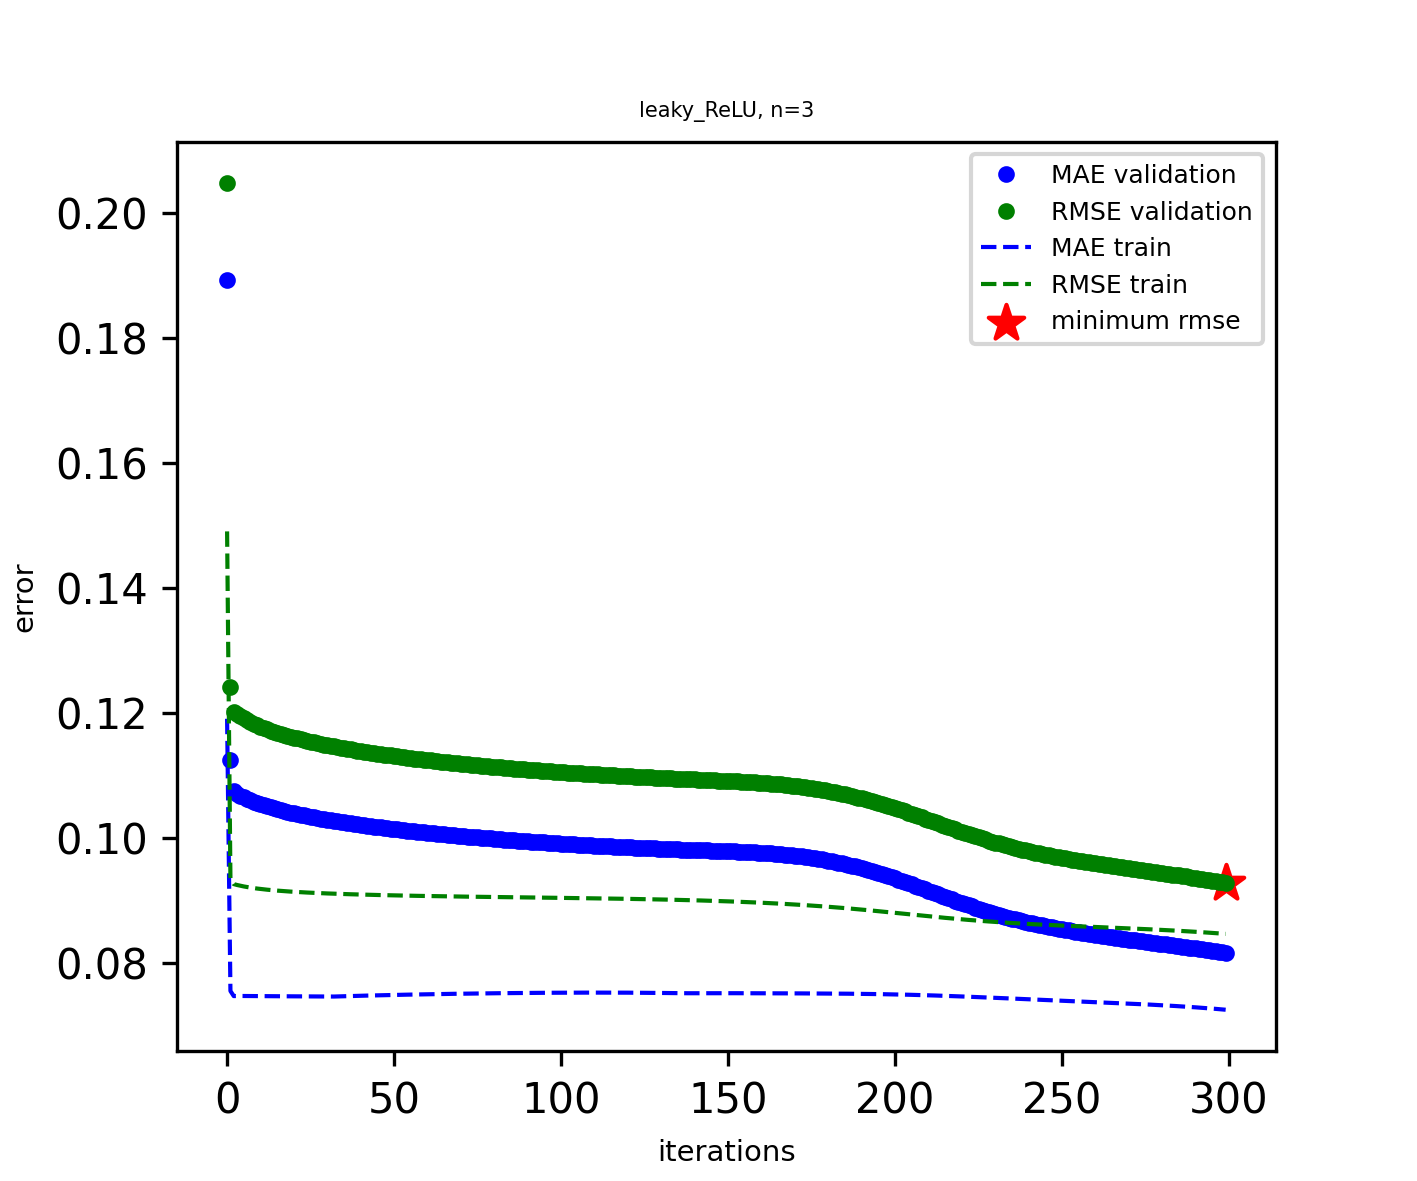 leaky_ReLU, n=3
MAE validation
RMSE validation
MAE train
RMSE train
minimum rmse
0.20
0.18
0.16
0.14
0.12
0.10
0.08
error
0 50 100 150 200 250 300
iterations